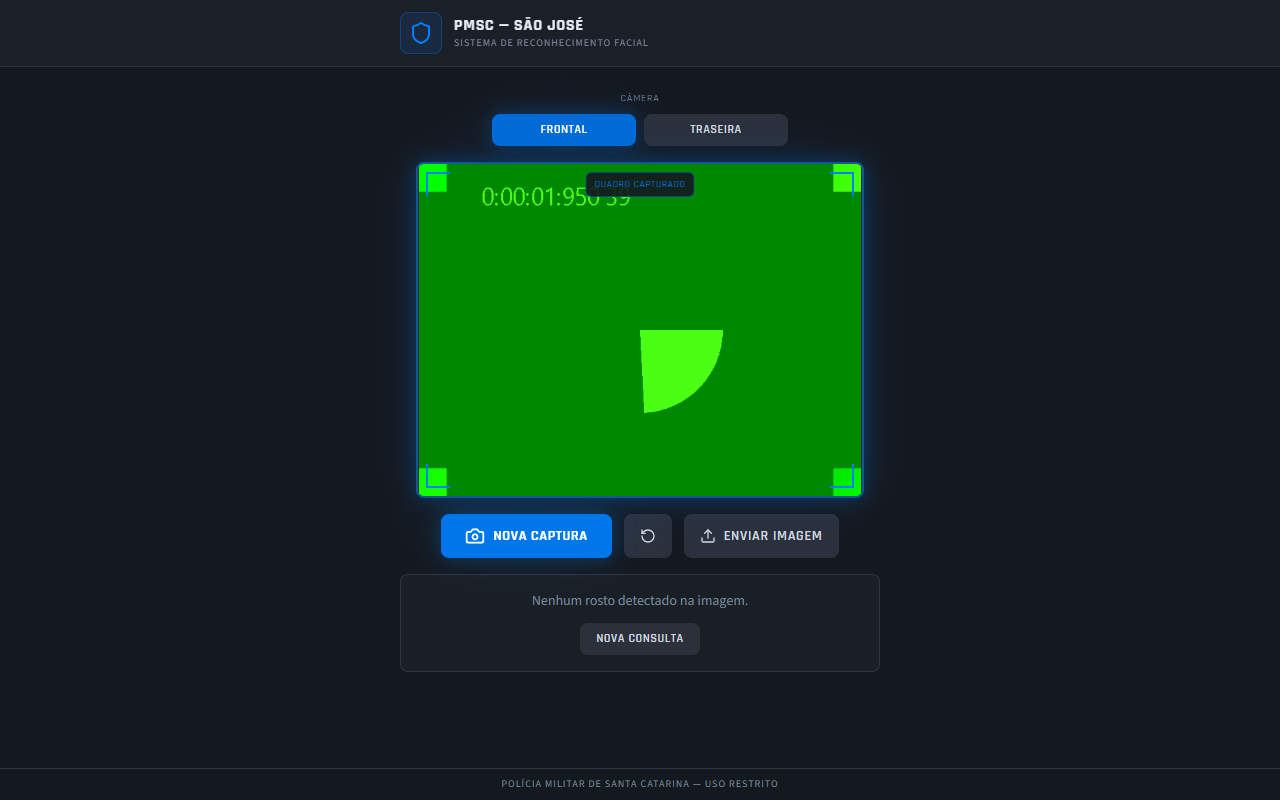 PMSC — SÃO JOSÉ
SISTEMA DE RECONHECIMENTO FACIAL
CÂMERA
FRONTAL
TRASEIRA
QUADRO CAPTURADO
0:00:01:950 39
NOVA CAPTURA
ENVIAR IMAGEM
Nenhum rosto detectado na imagem.
NOVA CONSULTA
POLÍCIA MILITAR DE SANTA CATARINA — USO RESTRITO